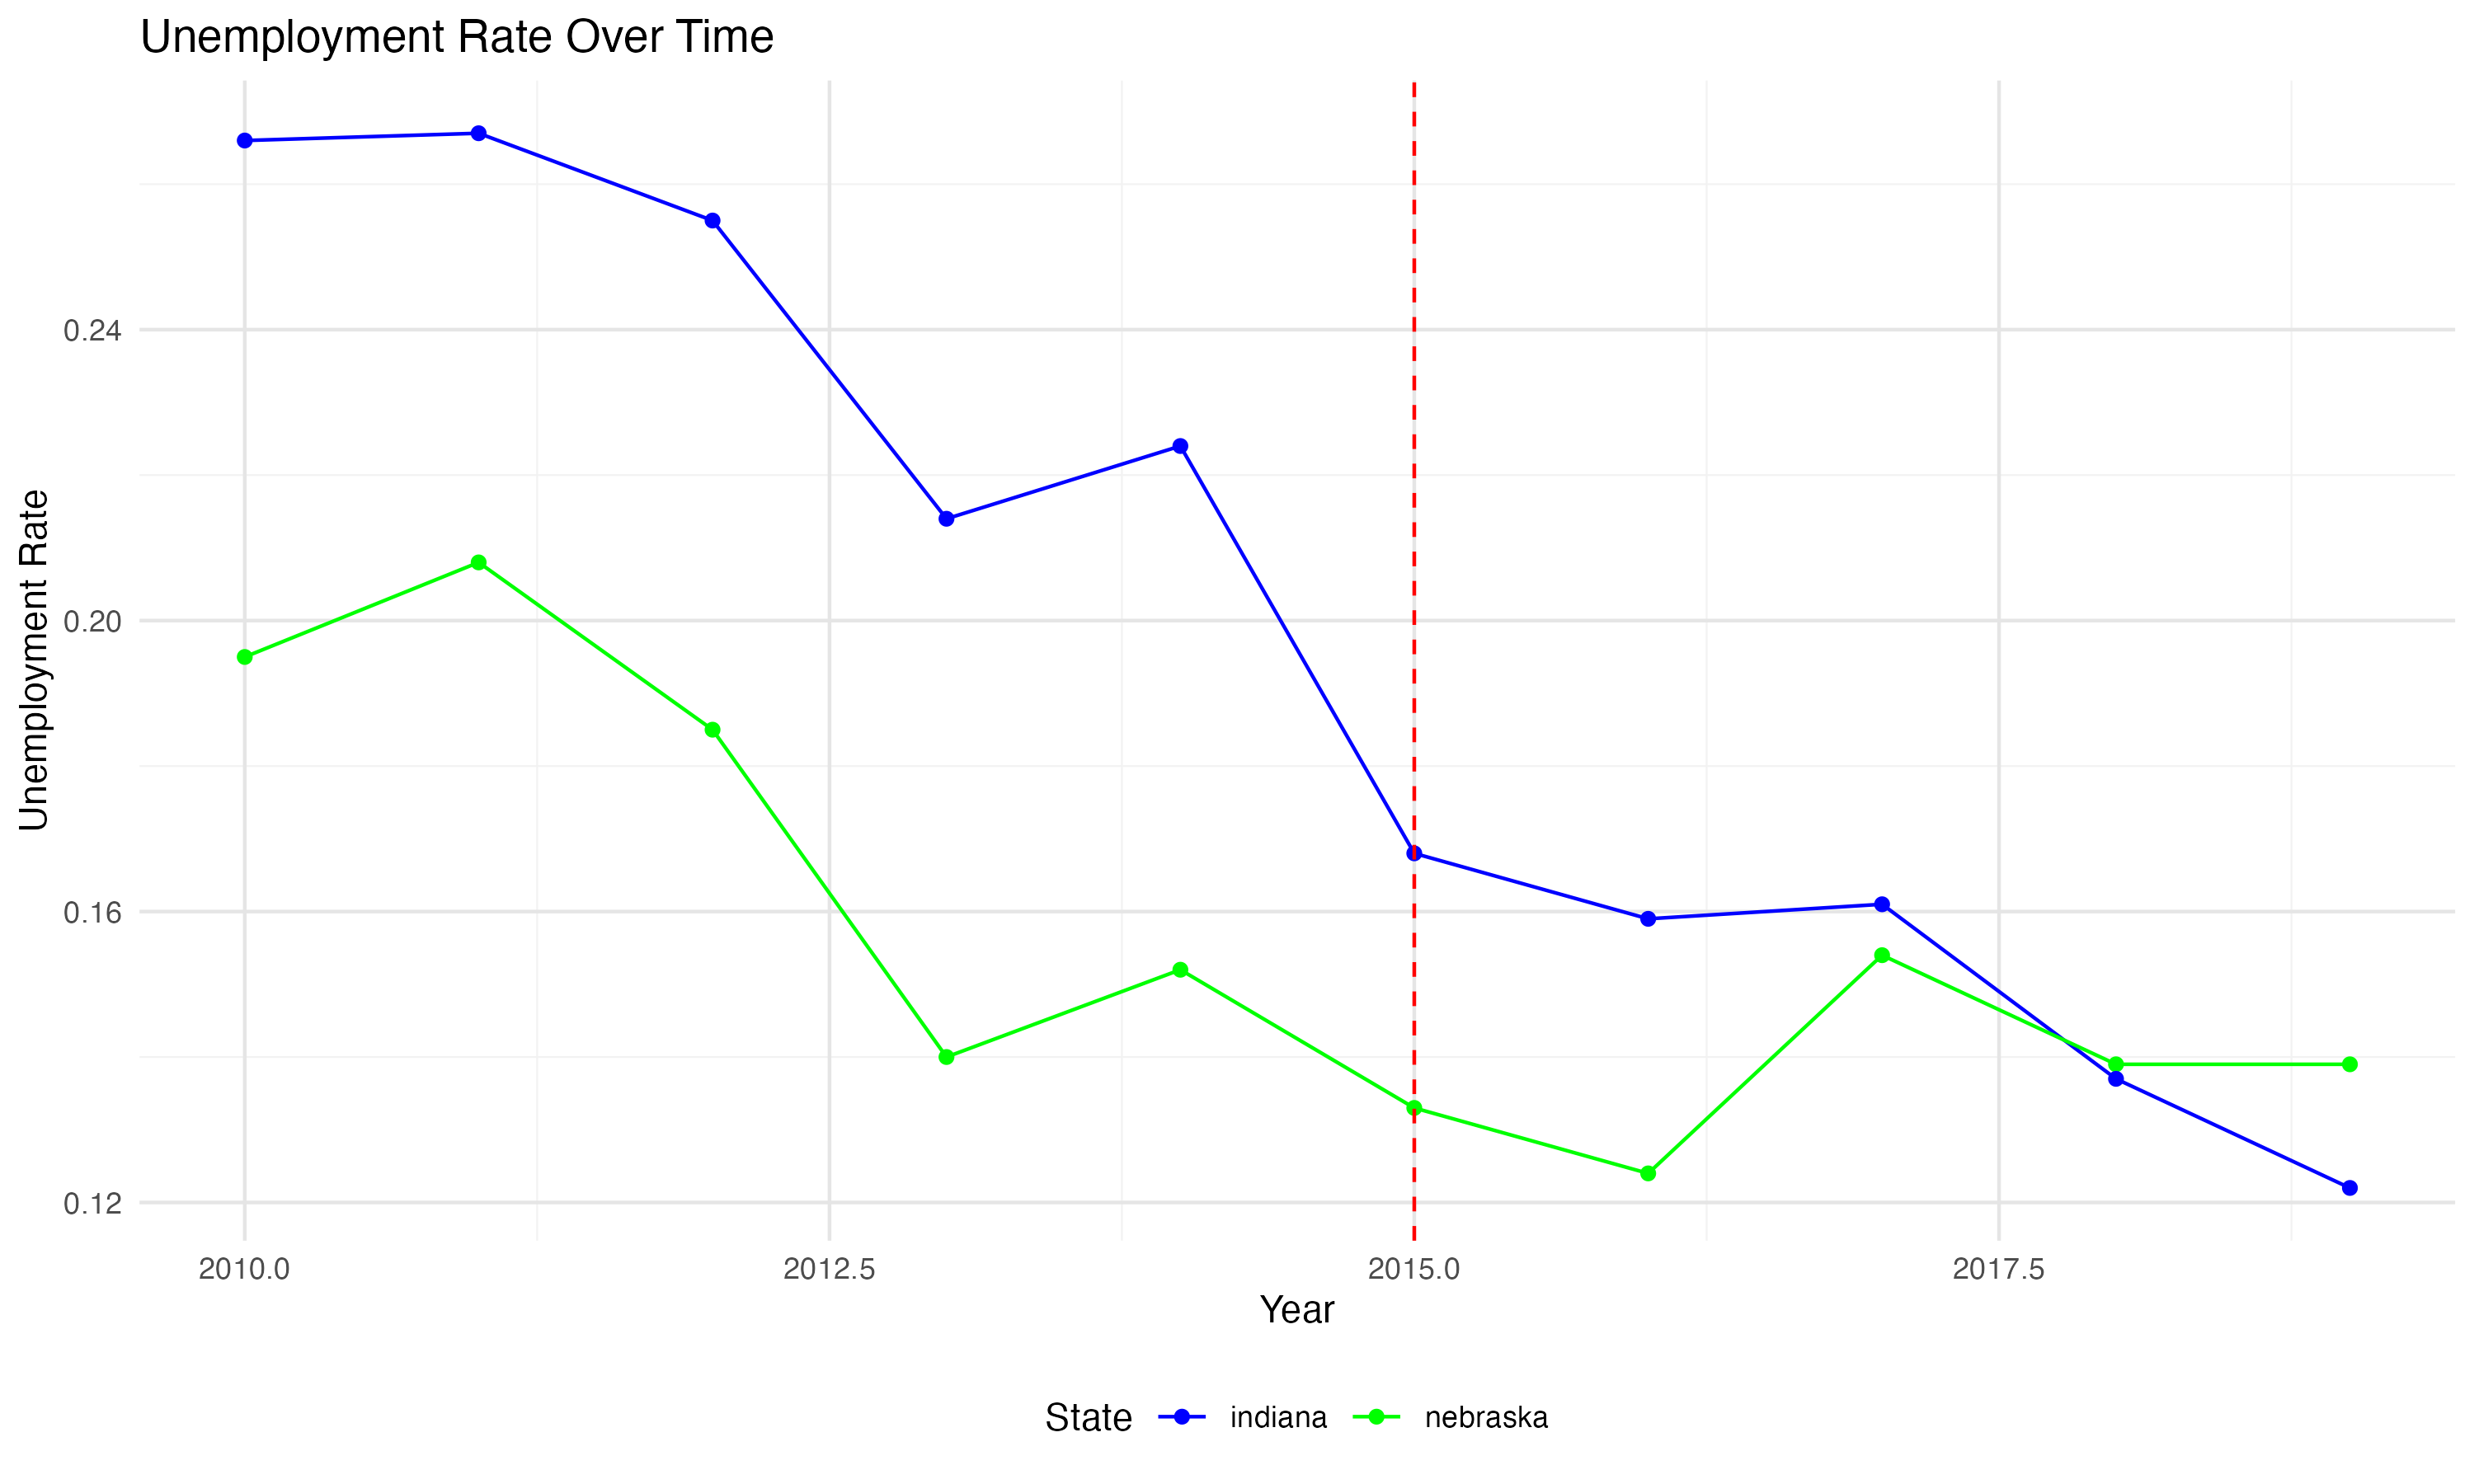 Unemployment Rate Over Time
Unemployment Rate
0.24
0.20
0.16
0.12
2010.0 2012.5 2015.0 2017.5
Year
State indiana nebraska